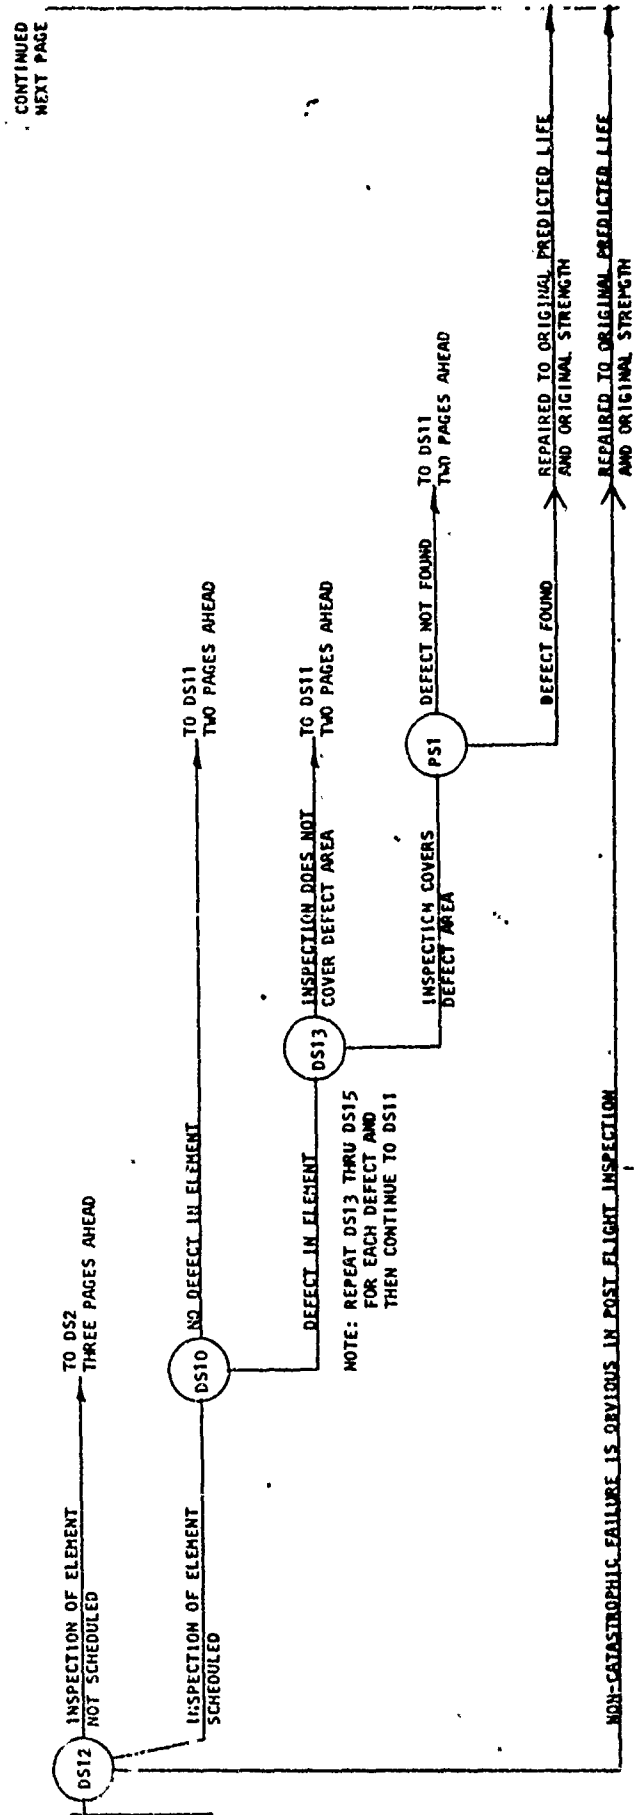 CONTINUED
NEXT PAGE
DS12
INSPECTION OF ELEMENT
NOT SCHEDULED
TO DS2
THREE PAGES AHEAD
INSPECTION OF ELEMENT
SCHEDULED
DS10
NO DEFECT IN ELEMENT
TO DS11
TWO PAGES AHEAD
DEFECT IN ELEMENT
NOTE: REPEAT DS13 THRU DS15
FOR EACH DEFECT AND
THEN CONTINUE TO DS11
DS13
INSPECTION DOES NOT
COVER DEFECT AREA
TO DS11
TWO PAGES AHEAD
INSPECTION COVERS
DEFECT AREA
PS1
DEFECT NOT FOUND
TO DS11
TWO PAGES AHEAD
DEFECT FOUND
REPAIRED TO ORIGINAL PREDICTED LIFE
AND ORIGINAL STRENGTH
NON-CATASTROPHIC FAILURE IS OBVIOUS IN POST FLIGHT INSPECTION
REPAIRED TO ORIGINAL PREDICTED LIFE
AND ORIGINAL STRENGTH